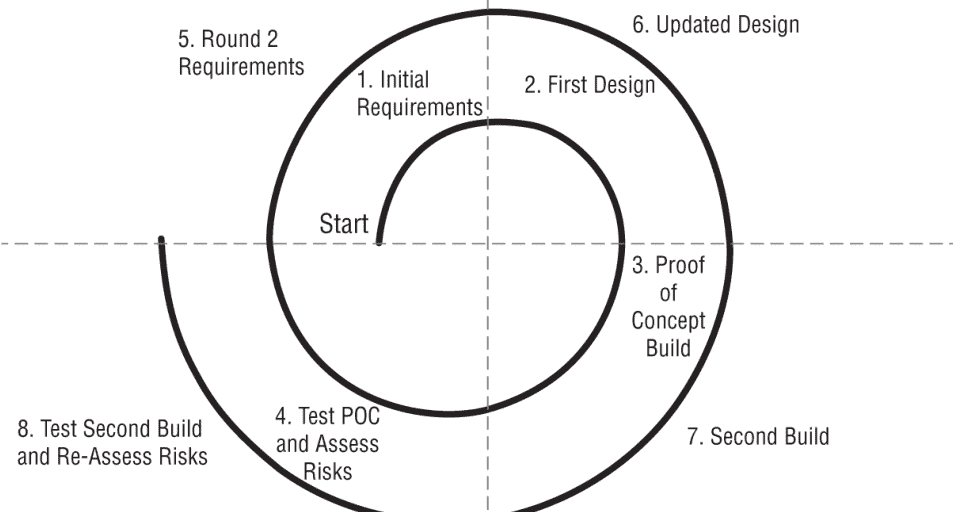 5. Round 2
Requirements
6. Updated Design
1. Initial
Requirements
2. First Design
Start
3. Proof
of
Concept
Build
4. Test POC
and Assess
Risks
8. Test Second Build
and Re-Assess Risks
7. Second Build